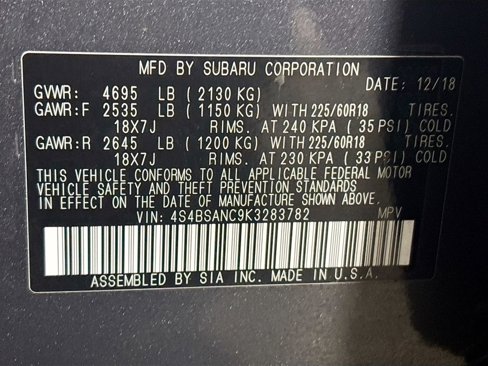 MFD BY SUBARU CORPORATION
DATE: 12/18
GVWR: 4695 LB (2130 KG)
GAWR:F 2535 LB (1150 KG) WITH 225/60R18 TIRES.
18X7J RIMS. AT 240 KPA (35 PSI) COLD
GAWR:R 2645 LB (1200 KG) WITH 225/60R18 TIRES.
18X7J RIMS. AT 230 KPA (33 PSI) COLD
THIS VEHICLE CONFORMS TO ALL APPLICABLE FEDERAL MOTOR
VEHICLE SAFETY AND THEFT PREVENTION STANDARDS
IN EFFECT ON THE DATE OF MANUFACTURE SHOWN ABOVE.
VIN: 4S4BSANC9K3283782 MPV
ASSEMBLED BY SIA INC. MADE IN U.S.A.